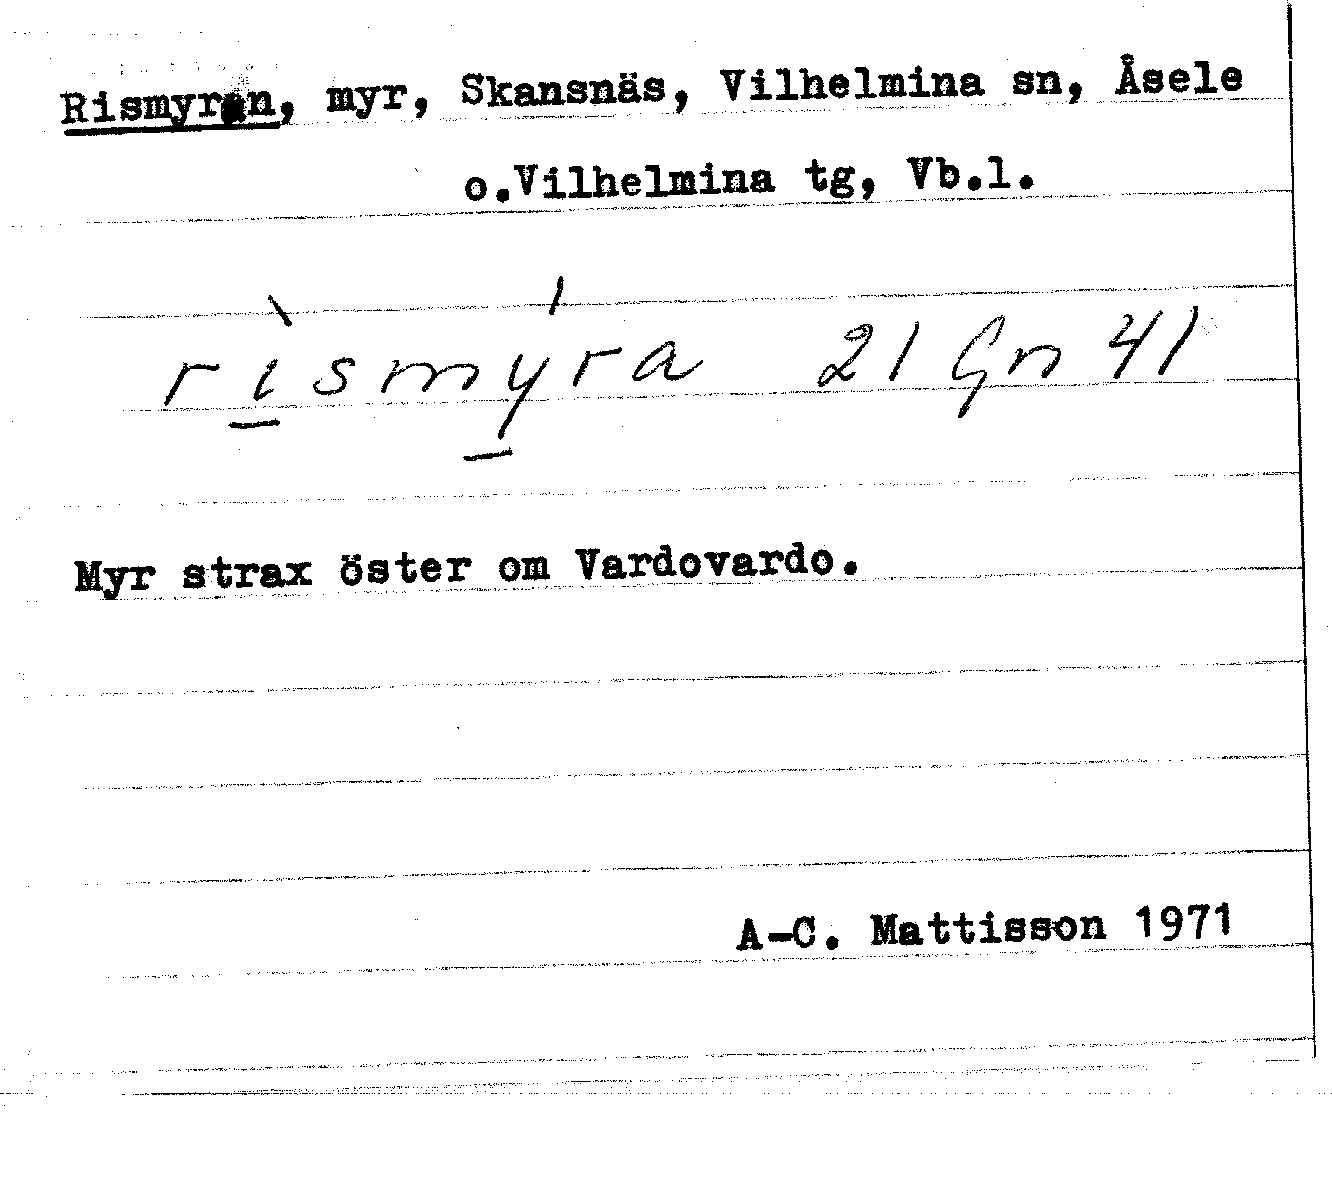 Rismyran, myr, Skansnäs, Vilhelmina sn, Åsele
o.Vilhelmina tg, Vb.l.
r ì s m ý r a 21 Gn 41
Myr strax öster om Vardovardo.
A-C. Mattisson 1971